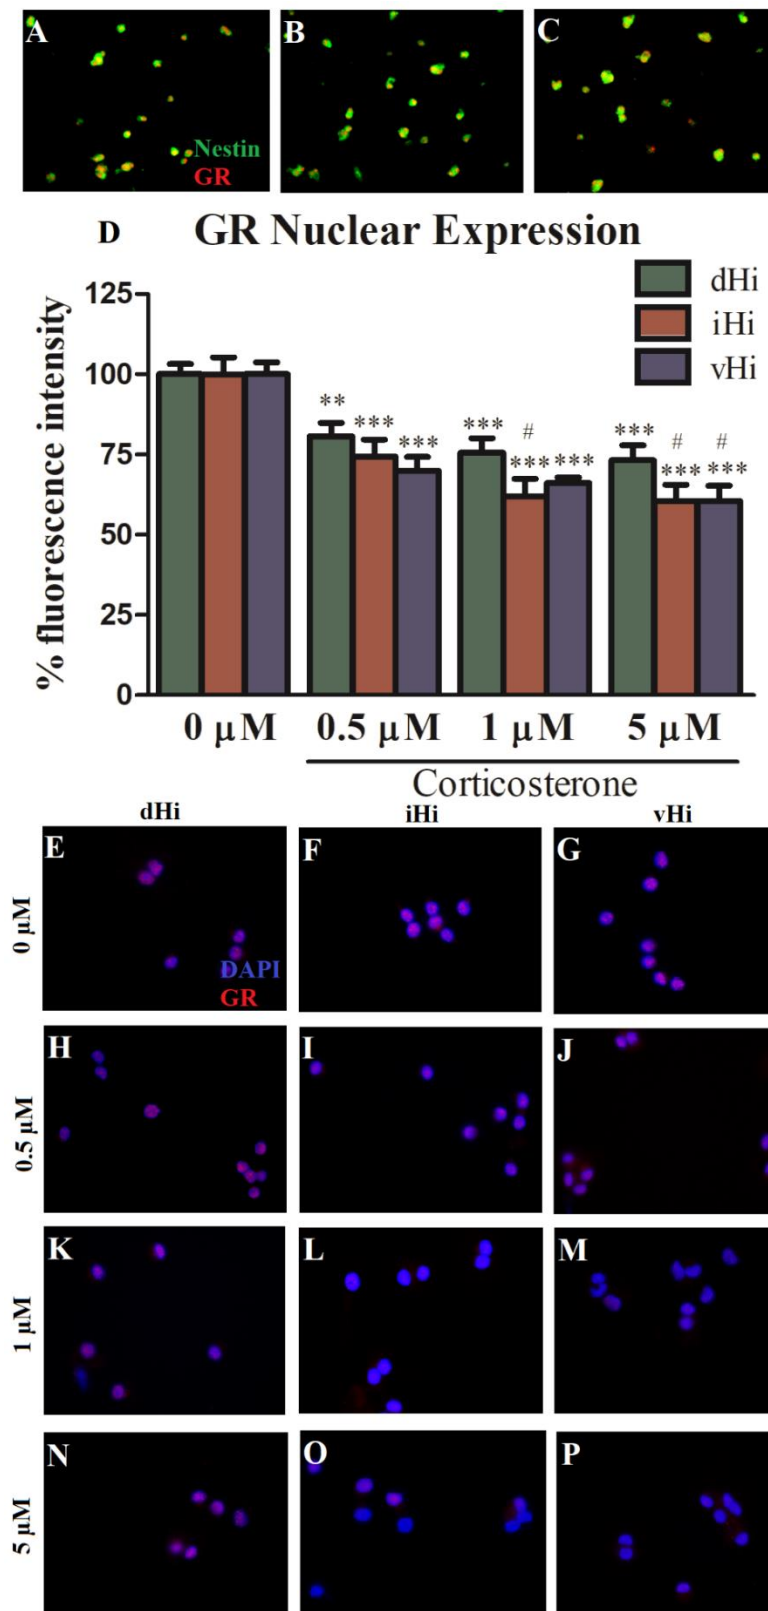 A B C
Nestin
GR
D GR Nuclear Expression
dHi
iHi
vHi
% fluorescence intensity
125
100
75
50
25
0
** *** ***
*** # *** ***
*** # *** # ***
0 μM 0.5 μM 1 μM 5 μM
Corticosterone
dHi iHi vHi
0 μM
E F G
DAPI
GR
0.5 μM
H I J
1 μM
K L M
5 μM
N O P